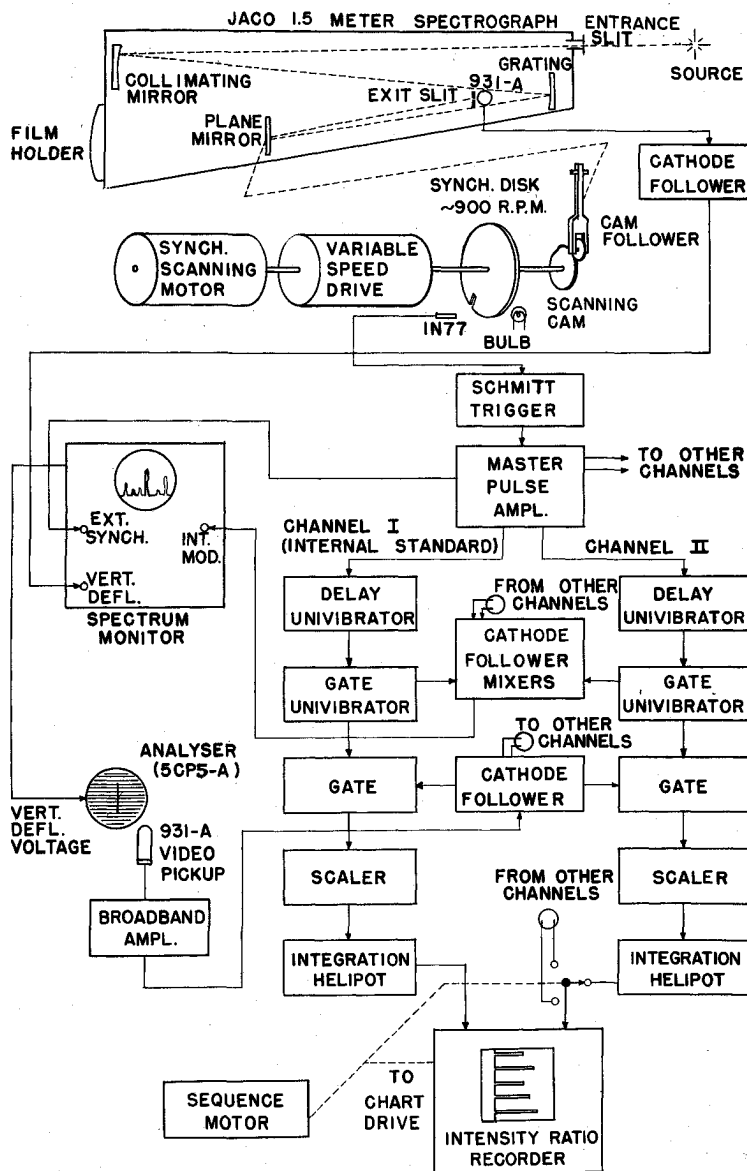 JACO 1.5 METER SPECTROGRAPH
ENTRANCE
SLIT
SOURCE
COLLIMATING
MIRROR
931-A
GRATING
EXIT SLIT
PLANE
MIRROR
FILM
HOLDER
CATHODE
FOLLOWER
SYNCH. DISK
~900 R.P.M.
CAM
FOLLOWER
SYNCH.
SCANNING
MOTOR
VARIABLE
SPEED
DRIVE
SCANNING
CAM
IN77
BULB
SCHMITT
TRIGGER
MASTER
PULSE
AMPL.
TO OTHER
CHANNELS
EXT.
SYNCH.
INT.
MOD.
VERT.
DEFL.
SPECTRUM
MONITOR
CHANNEL I
(INTERNAL STANDARD)
CHANNEL II
DELAY
UNIVIBRATOR
FROM OTHER
CHANNELS
DELAY
UNIVIBRATOR
GATE
UNIVIBRATOR
CATHODE
FOLLOWER
MIXERS
GATE
UNIVIBRATOR
TO OTHER
CHANNELS
ANALYSER
(5CP5-A)
GATE
CATHODE
FOLLOWER
GATE
VERT.
DEFL.
VOLTAGE
931-A
VIDEO
PICKUP
SCALER
FROM OTHER
CHANNELS
SCALER
BROADBAND
AMPL.
INTEGRATION
HELIPOT
INTEGRATION
HELIPOT
SEQUENCE
MOTOR
TO
CHART
DRIVE
INTENSITY RATIO
RECORDER